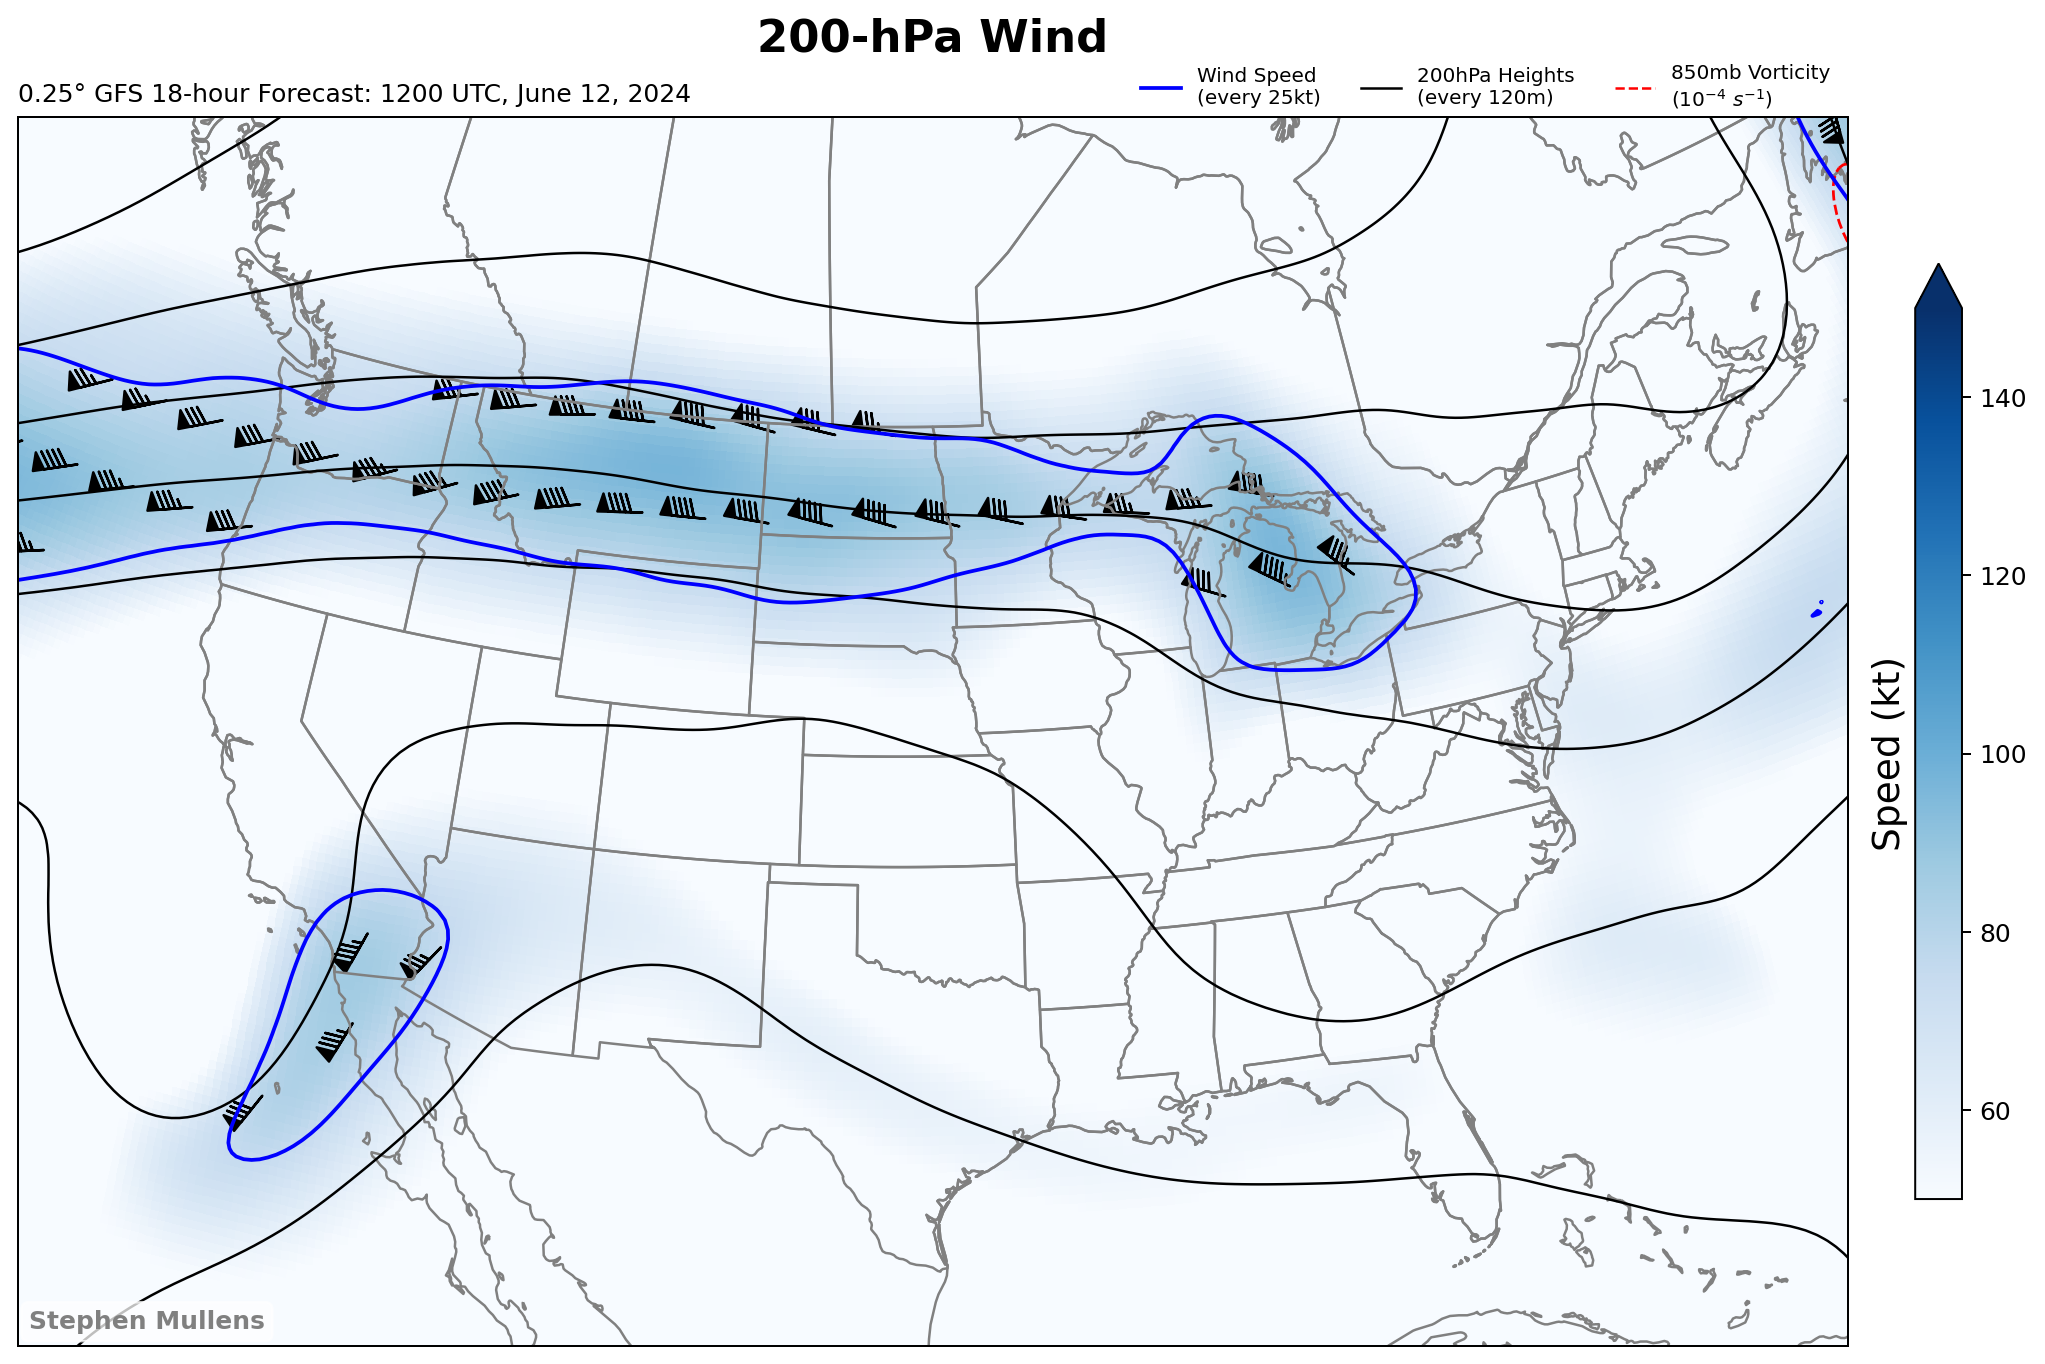 200-hPa Wind
0.25° GFS 18-hour Forecast: 1200 UTC, June 12, 2024
Wind Speed
(every 25kt)
200hPa Heights
(every 120m)
850mb Vorticity
(10⁻⁴ s⁻¹)
140
120
100
80
60
Speed (kt)
Stephen Mullens